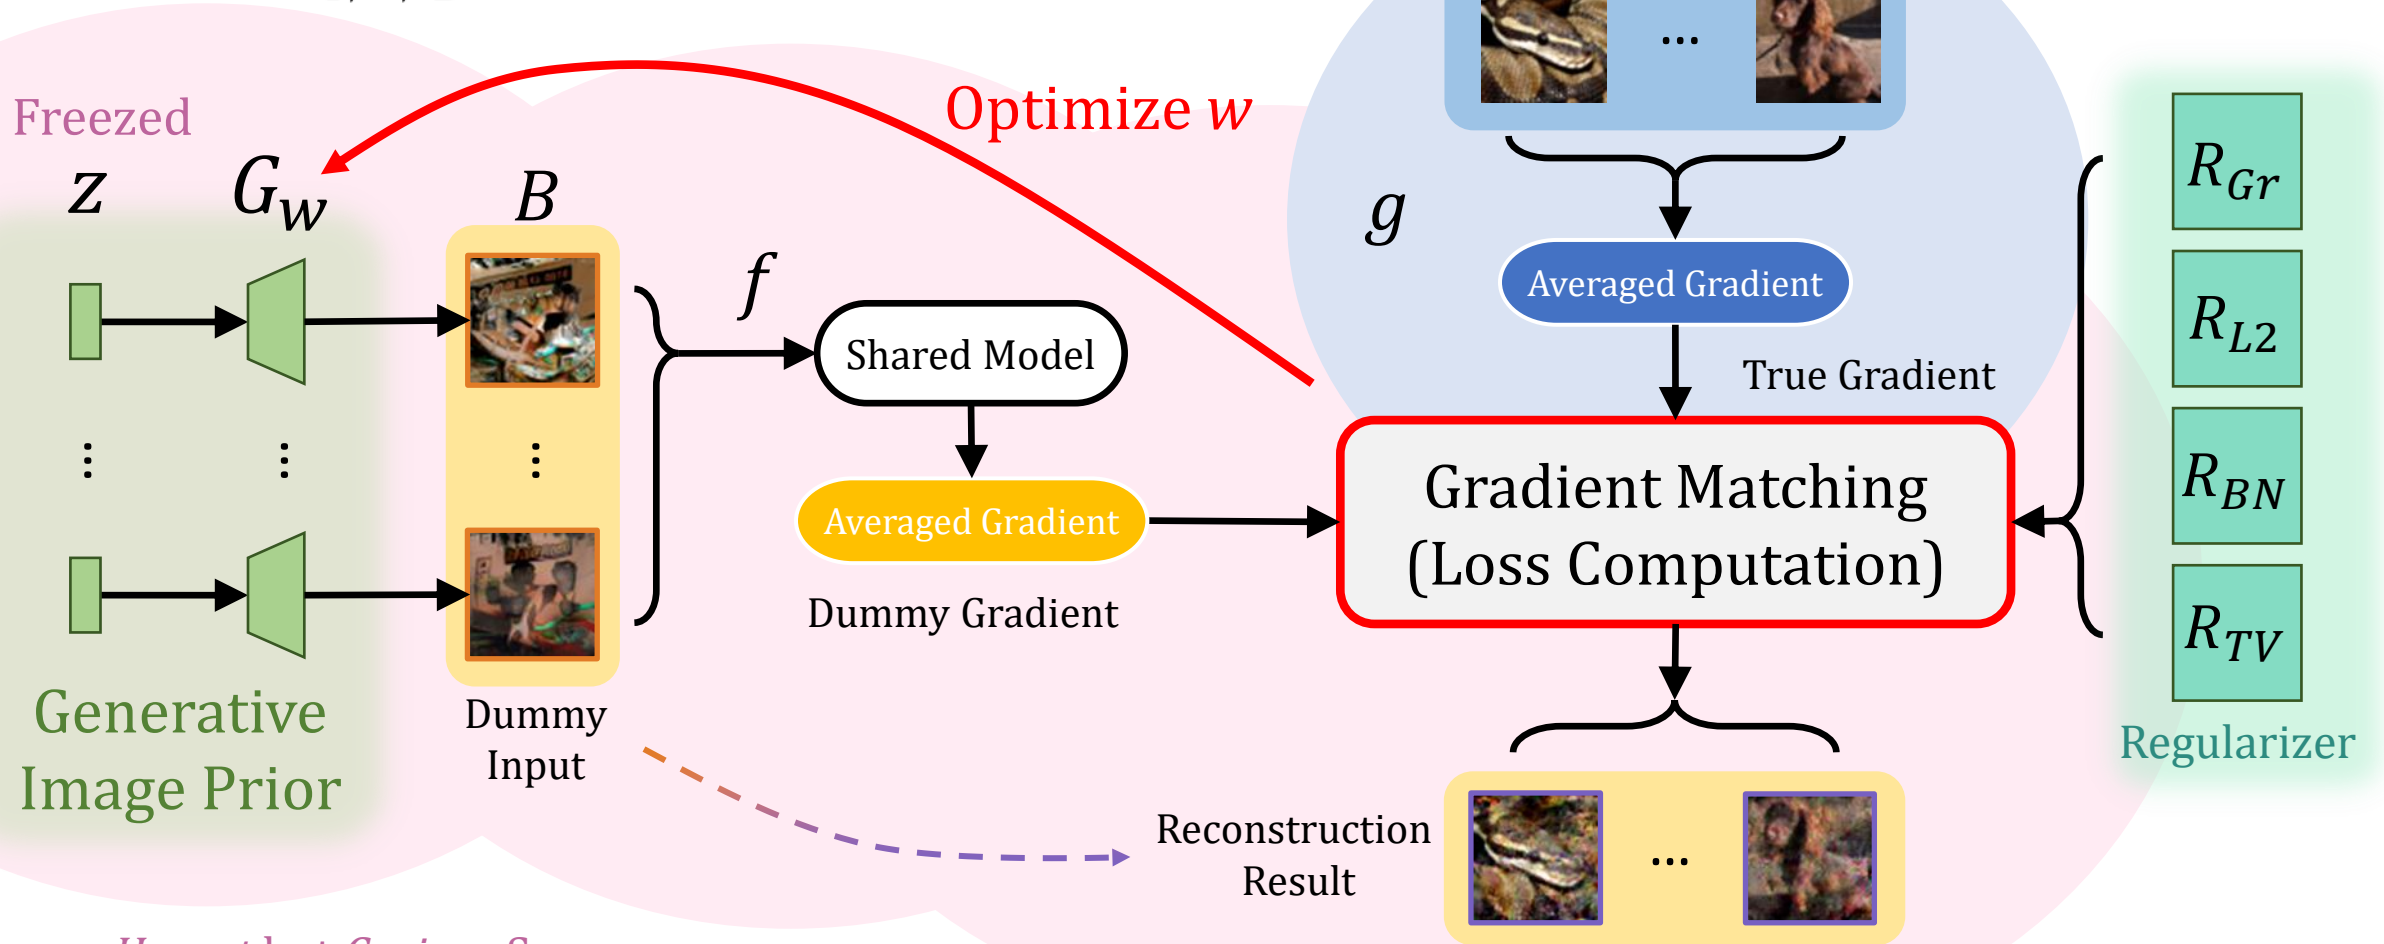 Freezed
Optimize w
z
G_w
B
f
g
Averaged Gradient
Shared Model
True Gradient
Averaged Gradient
Dummy Gradient
Gradient Matching
(Loss Computation)
R_Gr
R_L2
R_BN
R_TV
Regularizer
Generative
Image Prior
Dummy
Input
Reconstruction
Result
...
...